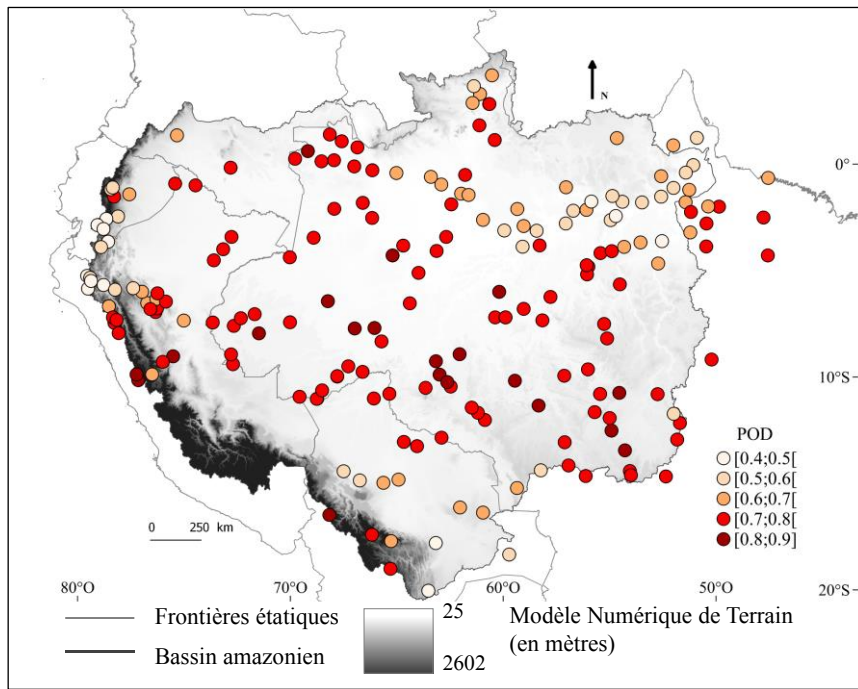 N
0°
10°S
POD
[0.4;0.5[
[0.5;0.6[
[0.6;0.7[
[0.7;0.8[
[0.8;0.9]
0 250 km
80°O 70°O 60°O 50°O 20°S
Frontières étatiques
Bassin amazonien
25
2602
Modèle Numérique de Terrain
(en mètres)